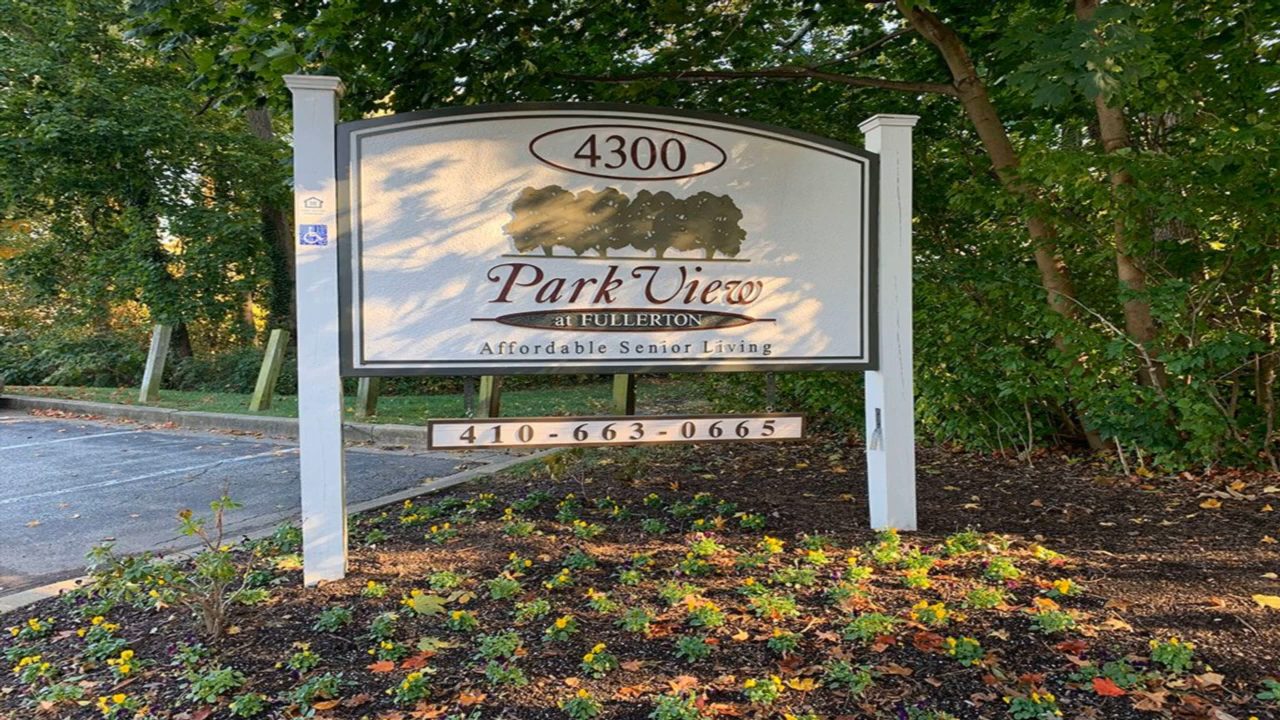 4300
Park View
at FULLERTON
Affordable Senior Living
410-663-0665